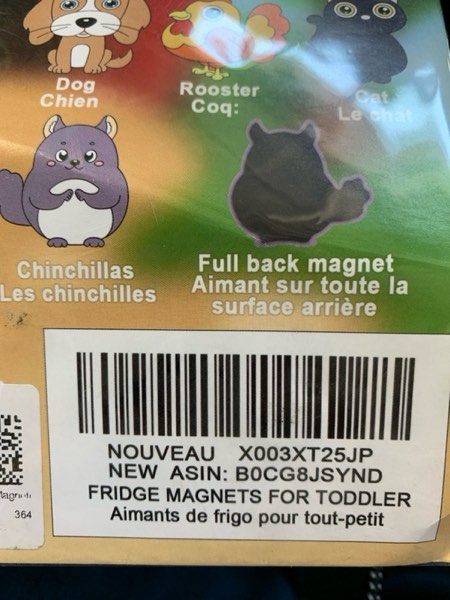 Dog
Chien
Rooster
Coq:
Cat
Le chat
Chinchillas
Les chinchilles
Full back magnet
Aimant sur toute la
surface arrière
NOUVEAU X003XT25JP
NEW ASIN: B0CG8JSYND
FRIDGE MAGNETS FOR TODDLER
Aimants de frigo pour tout-petit
364